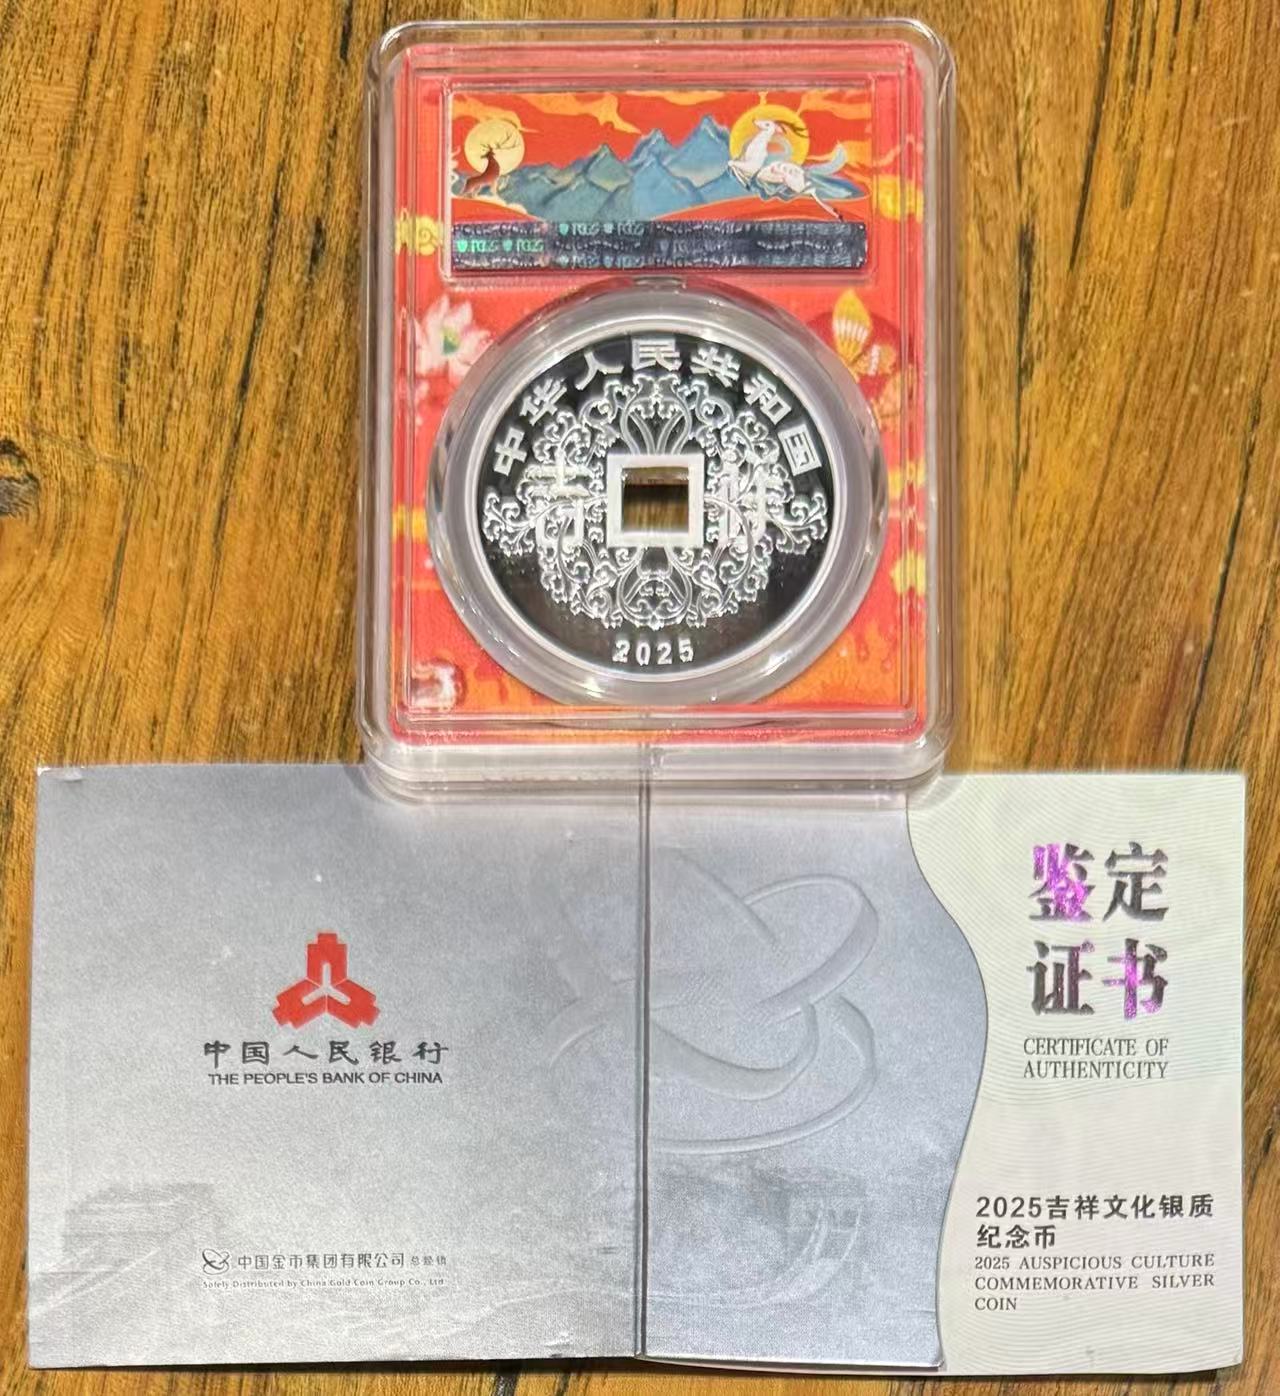 中华人民共和国
吉祥
2025
中国人民银行
THE PEOPLE'S BANK OF CHINA
中国金币集团有限公司 总经销
Solely Distributed by China Gold Coin Group Co., Ltd
鉴定
证书
CERTIFICATE OF
AUTHENTICITY
2025吉祥文化银质
纪念币
2025 AUSPICIOUS CULTURE
COMMEMORATIVE SILVER
COIN